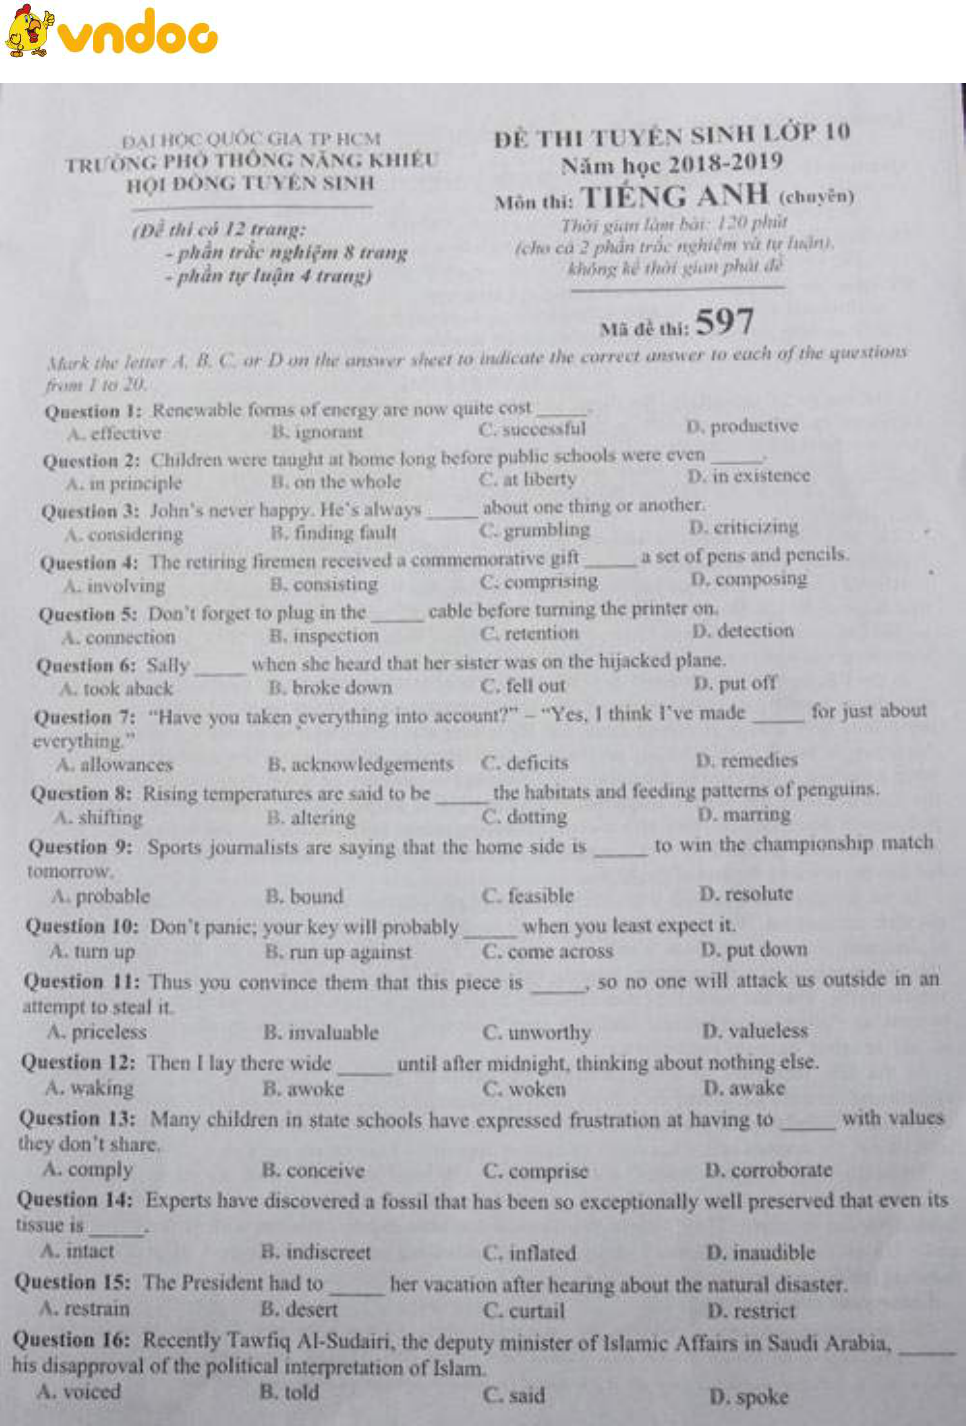 vndoc
ĐẠI HỌC QUỐC GIA TP HCM
TRƯỜNG PHỔ THÔNG NĂNG KHIẾU
HỘI ĐỒNG TUYỂN SINH
(Đề thi có 12 trang:
- phần trắc nghiệm 8 trang
- phần tự luận 4 trang)
ĐỀ THI TUYỂN SINH LỚP 10
Năm học 2018-2019
Môn thi: TIẾNG ANH (chuyên)
Thời gian làm bài: 120 phút
(cho cả 2 phần trắc nghiệm và tự luận),
không kể thời gian phát đề
Mã đề thi: 597
Mark the letter A, B, C, or D on the answer sheet to indicate the correct answer to each of the questions
from 1 to 20.
Question 1: Renewable forms of energy are now quite cost _____.
A. effective B. ignorant C. successful D. productive
Question 2: Children were taught at home long before public schools were even _____.
A. in principle B. on the whole C. at liberty D. in existence
Question 3: John's never happy. He's always _____ about one thing or another.
A. considering B. finding fault C. grumbling D. criticizing
Question 4: The retiring firemen received a commemorative gift _____ a set of pens and pencils.
A. involving B. consisting C. comprising D. composing
Question 5: Don't forget to plug in the _____ cable before turning the printer on.
A. connection B. inspection C. retention D. detection
Question 6: Sally _____ when she heard that her sister was on the hijacked plane.
A. took aback B. broke down C. fell out D. put off
Question 7: "Have you taken everything into account?" – "Yes, I think I've made _____ for just about
everything."
A. allowances B. acknowledgements C. deficits D. remedies
Question 8: Rising temperatures are said to be _____ the habitats and feeding patterns of penguins.
A. shifting B. altering C. dotting D. marring
Question 9: Sports journalists are saying that the home side is _____ to win the championship match
tomorrow.
A. probable B. bound C. feasible D. resolute
Question 10: Don't panic; your key will probably _____ when you least expect it.
A. turn up B. run up against C. come across D. put down
Question 11: Thus you convince them that this piece is _____, so no one will attack us outside in an
attempt to steal it.
A. priceless B. invaluable C. unworthy D. valueless
Question 12: Then I lay there wide _____ until after midnight, thinking about nothing else.
A. waking B. awoke C. woken D. awake
Question 13: Many children in state schools have expressed frustration at having to _____ with values
they don't share.
A. comply B. conceive C. comprise D. corroborate
Question 14: Experts have discovered a fossil that has been so exceptionally well preserved that even its
tissue is _____.
A. intact B. indiscreet C. inflated D. inaudible
Question 15: The President had to _____ her vacation after hearing about the natural disaster.
A. restrain B. desert C. curtail D. restrict
Question 16: Recently Tawfiq Al-Sudairi, the deputy minister of Islamic Affairs in Saudi Arabia, _____
his disapproval of the political interpretation of Islam.
A. voiced B. told C. said D. spoke